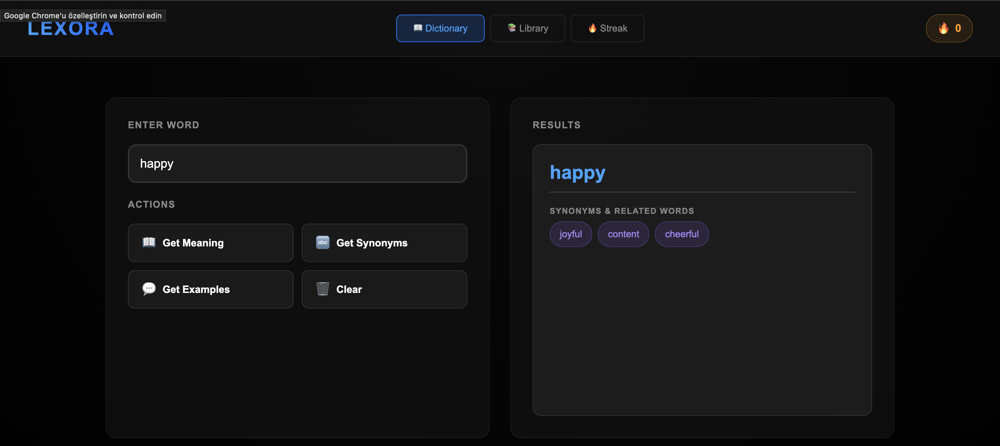 Google Chrome'u özelleştirin ve kontrol edin
LEXORA
📖 Dictionary
📚 Library
🔥 Streak
🔥 0
ENTER WORD
happy
ACTIONS
📖 Get Meaning
🔤 Get Synonyms
💬 Get Examples
🗑️ Clear
RESULTS
happy
SYNONYMS & RELATED WORDS
joyful
content
cheerful